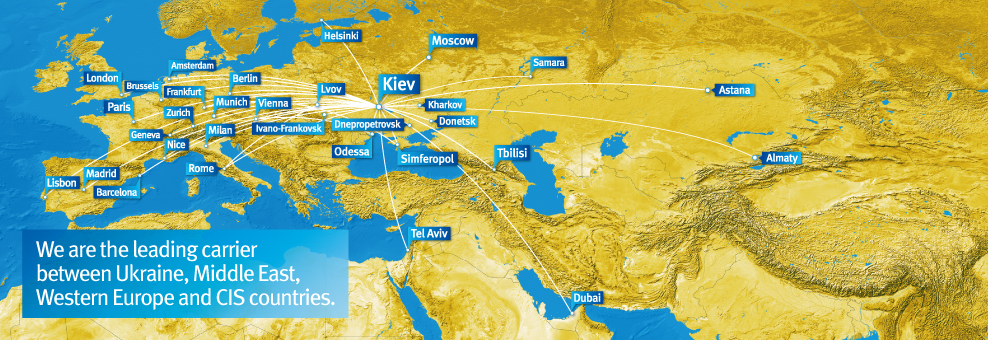 Helsinki
Moscow
Samara
Amsterdam
London
Brussels
Berlin
Frankfurt
Lvov
Kiev
Astana
Paris
Munich
Vienna
Kharkov
Zurich
Donetsk
Geneva
Milan
Ivano-Frankovsk
Dnepropetrovsk
Nice
Odessa
Simferopol
Tbilisi
Almaty
Rome
Madrid
Lisbon
Barcelona
Tel Aviv
Dubai
We are the leading carrier
between Ukraine, Middle East,
Western Europe and CIS countries.